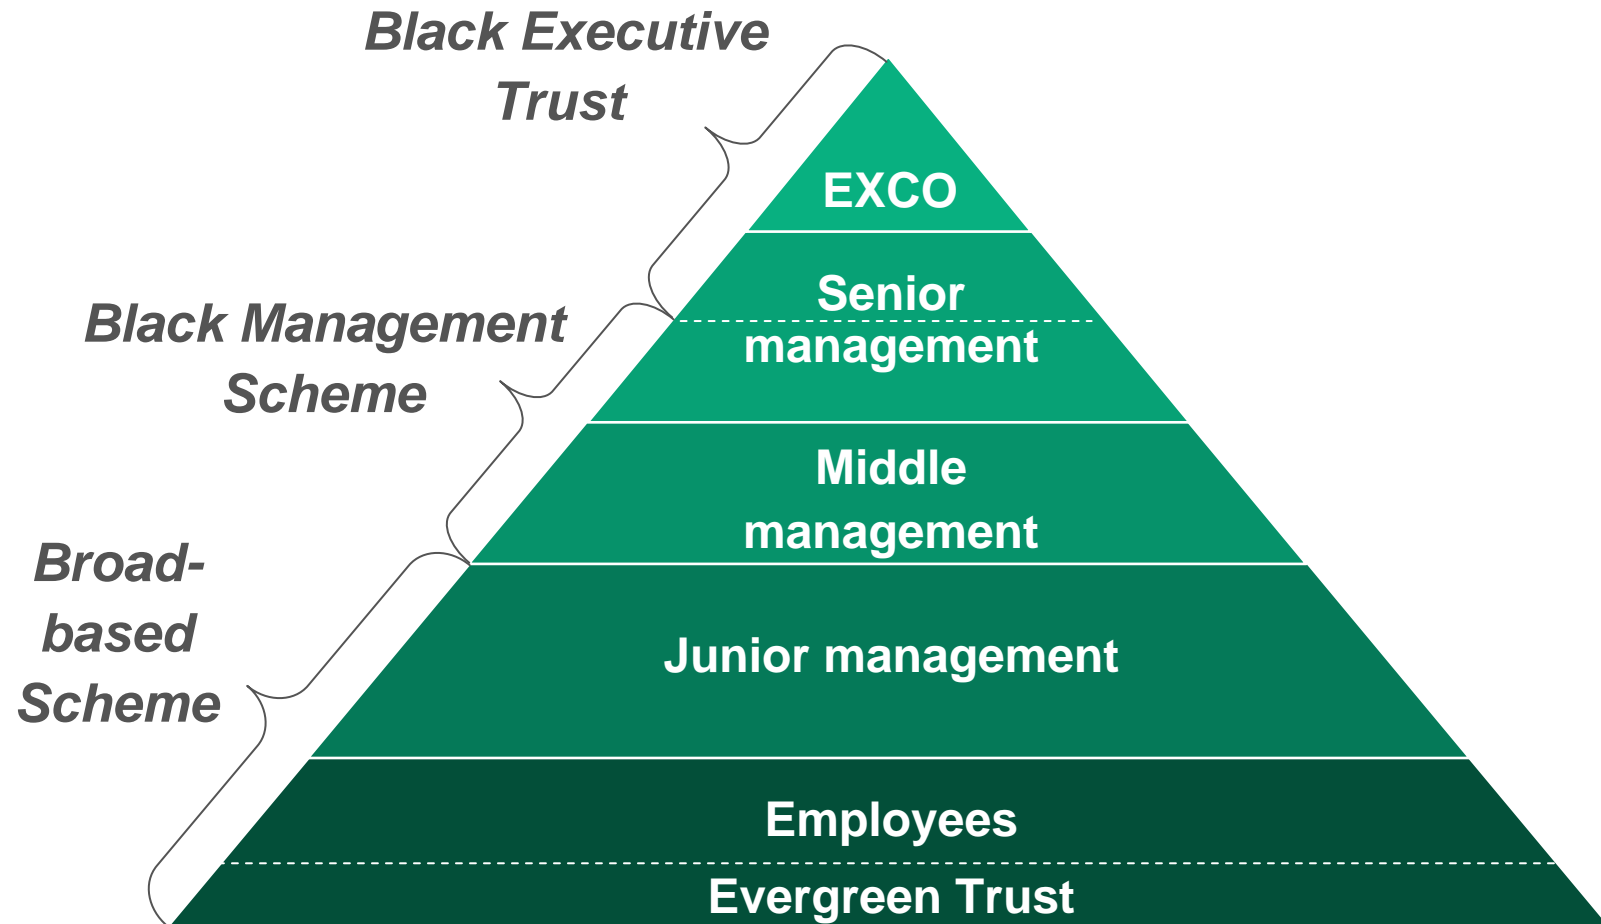 Black Executive
Trust
EXCO
Senior
management
Black Management
Scheme
Middle
management
Broad-
based
Scheme
Junior management
Employees
Evergreen Trust